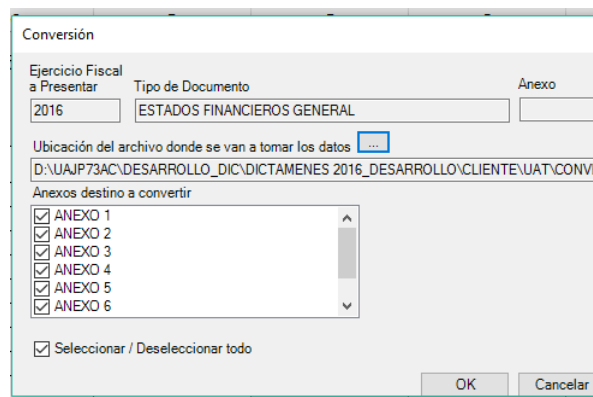 Conversión
Ejercicio Fiscal
a Presentar
Tipo de Documento
Anexo
2016
ESTADOS FINANCIEROS GENERAL
Ubicación del archivo donde se van a tomar los datos ...
D:\UAJP73AC\DESARROLLO_DIC\DICTAMENES 2016_DESARROLLO\CLIENTE\UAT\CONV
Anexos destino a convertir
ANEXO 1
ANEXO 2
ANEXO 3
ANEXO 4
ANEXO 5
ANEXO 6
Seleccionar / Deseleccionar todo
OK Cancelar